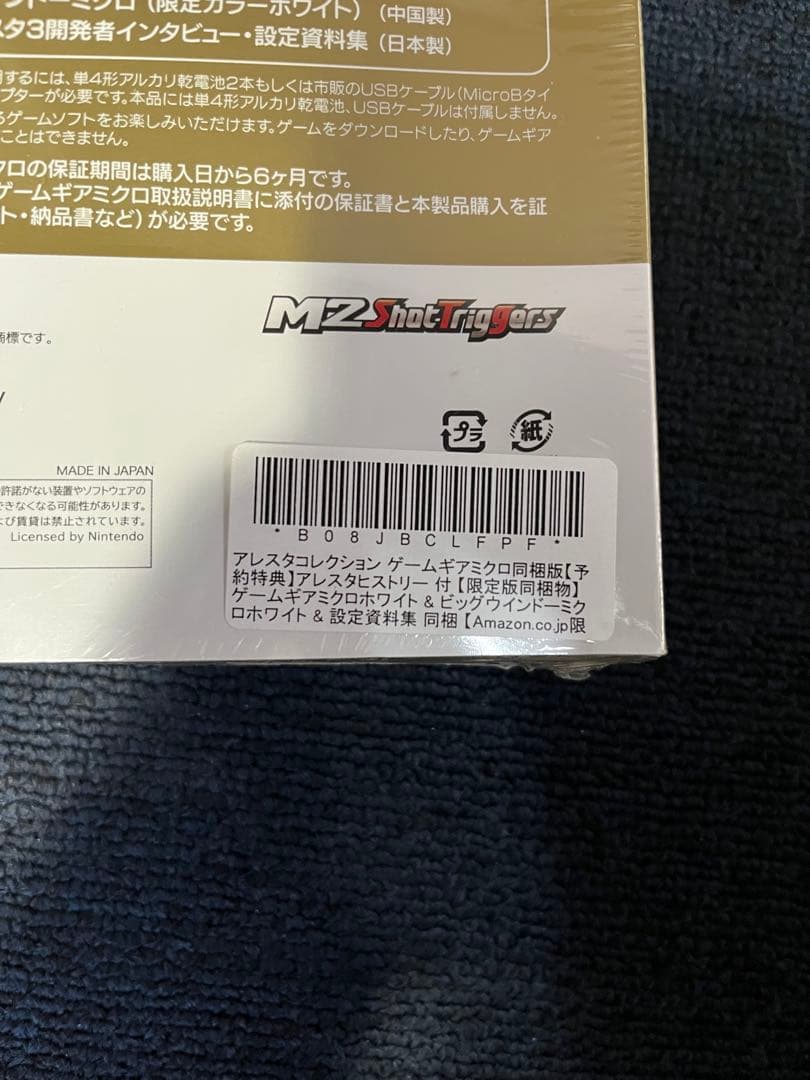 ウインドーミクロ（限定カラーホワイト）（中国製）
スタ3開発者インタビュー・設定資料集（日本製）
するには、単4形アルカリ乾電池2本もしくは市販のUSBケーブル（MicroBタイ
プターが必要です。本品には単4形アルカリ乾電池、USBケーブルは付属しません。
るゲームソフトをお楽しみいただけます。ゲームをダウンロードしたり、ゲームギア
ことはできません。
クロの保証期間は購入日から6ヶ月です。
ゲームギアミクロ取扱説明書に添付の保証書と本製品購入を証
ト・納品書など）が必要です。
M2 ShotTriggers
商標です。
プラ
紙
MADE IN JAPAN
許諾がない装置やソフトウェアの
できなくなる可能性があります。
よび賃貸は禁止されています。
Licensed by Nintendo
*B08JBCLFPF*
アレスタコレクション ゲームギアミクロ同梱版【予
約特典】アレスタヒストリー 付 【限定版同梱物】
ゲームギアミクロホワイト & ビッグウインドーミク
ロホワイト & 設定資料集 同梱 【Amazon.co.jp限